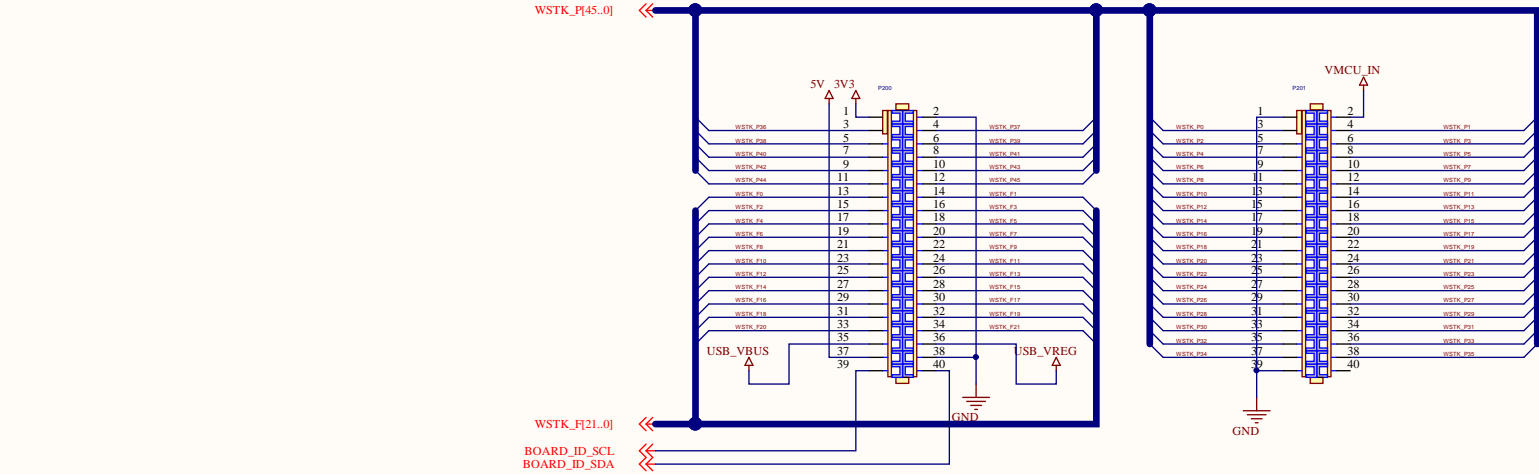 WSTK_P[45..0]
VMCU_IN
5V 3V3 P200 P201
1 2 1 2
WSTK_P36 3 4 WSTK_P37 WSTK_P0 3 4 WSTK_P1
WSTK_P38 5 6 WSTK_P39 WSTK_P2 5 6 WSTK_P3
WSTK_P40 7 8 WSTK_P41 WSTK_P4 7 8 WSTK_P5
WSTK_P42 9 10 WSTK_P43 WSTK_P6 9 10 WSTK_P7
WSTK_P44 11 12 WSTK_P45 WSTK_P8 11 12 WSTK_P9
WSTK_F0 13 14 WSTK_F1 WSTK_P10 13 14 WSTK_P11
WSTK_F2 15 16 WSTK_F3 WSTK_P12 15 16 WSTK_P13
WSTK_F4 17 18 WSTK_F5 WSTK_P14 17 18 WSTK_P15
WSTK_F6 19 20 WSTK_F7 WSTK_P16 19 20 WSTK_P17
WSTK_F8 21 22 WSTK_F9 WSTK_P18 21 22 WSTK_P19
WSTK_F10 23 24 WSTK_F11 WSTK_P20 23 24 WSTK_P21
WSTK_F12 25 26 WSTK_F13 WSTK_P22 25 26 WSTK_P23
WSTK_F14 27 28 WSTK_F15 WSTK_P24 27 28 WSTK_P25
WSTK_F16 29 30 WSTK_F17 WSTK_P26 29 30 WSTK_P27
WSTK_F18 31 32 WSTK_F19 WSTK_P28 31 32 WSTK_P29
WSTK_F20 33 34 WSTK_F21 WSTK_P30 33 34 WSTK_P31
35 36 WSTK_P32 35 36 WSTK_P33
USB_VBUS 37 38 USB_VREG WSTK_P34 37 38 WSTK_P35
39 40 39 40
GND GND
WSTK_F[21..0]
BOARD_ID_SCL
BOARD_ID_SDA